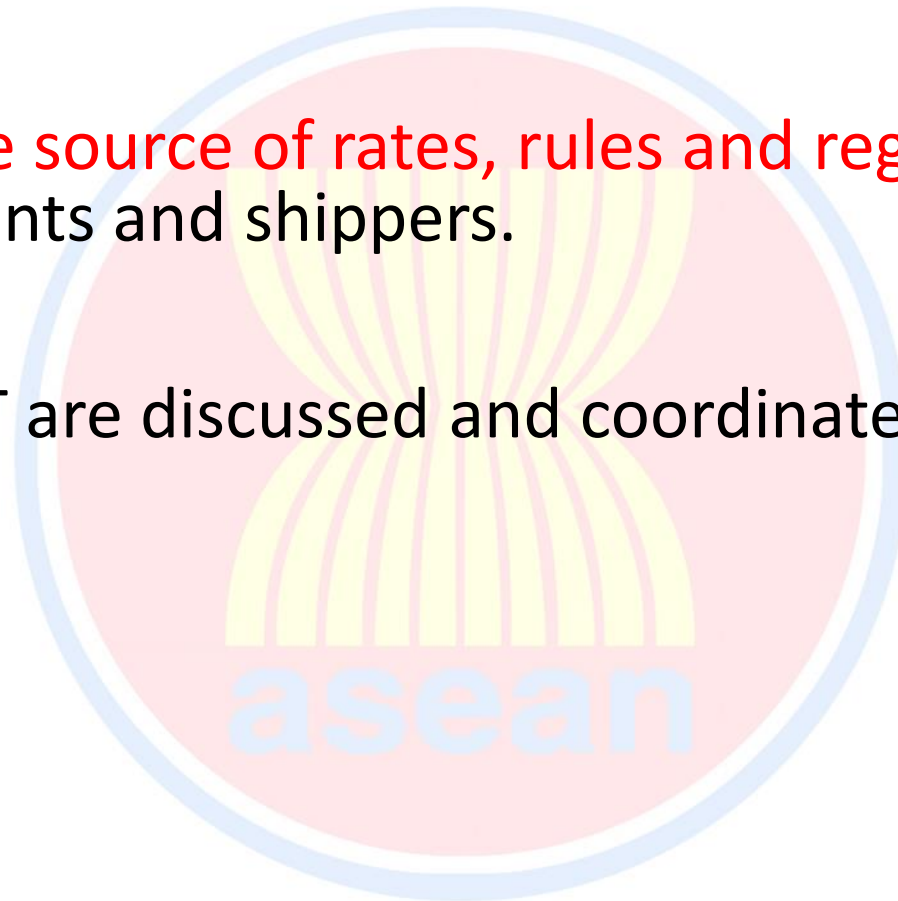 e source of rates, rules and reg
nts and shippers.
T are discussed and coordinate
asean